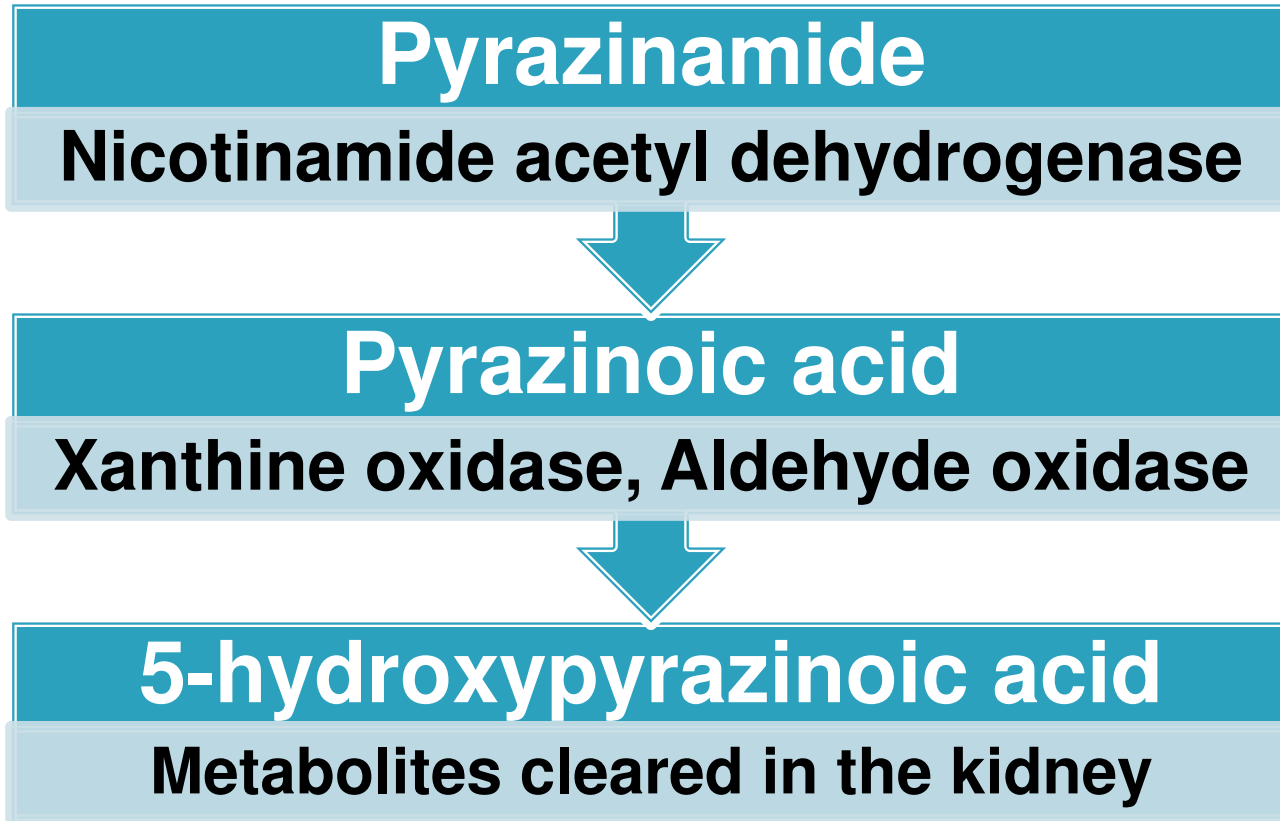 Pyrazinamide
Nicotinamide acetyl dehydrogenase
Pyrazinoic acid
Xanthine oxidase, Aldehyde oxidase
5-hydroxypyrazinoic acid
Metabolites cleared in the kidney